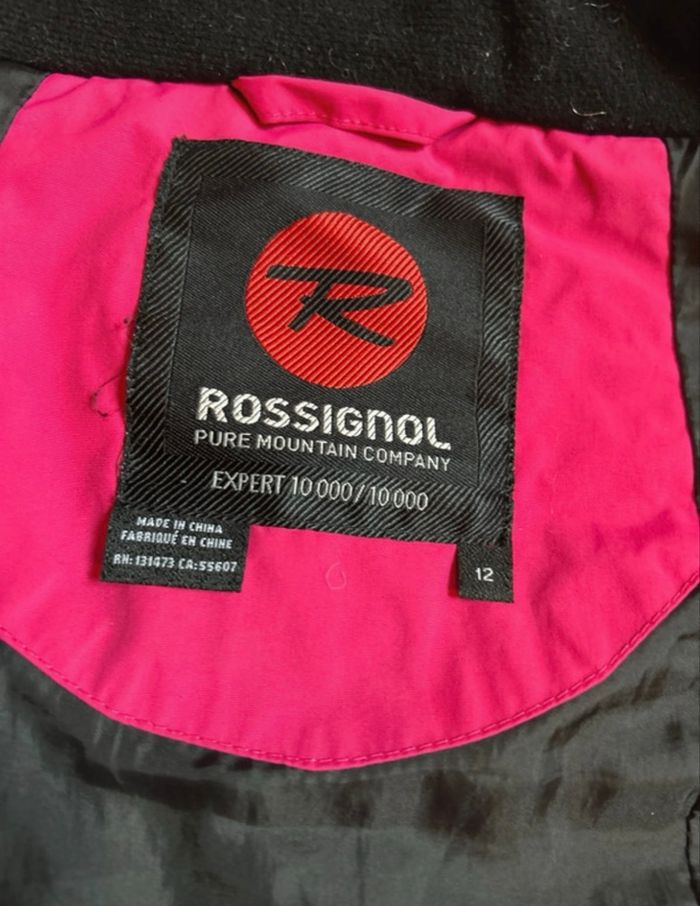 R
ROSSIGNOL
PURE MOUNTAIN COMPANY
EXPERT 10 000/10 000
MADE IN CHINA
FABRIQUÉ EN CHINE
RN: 131473 CA: 55607
12